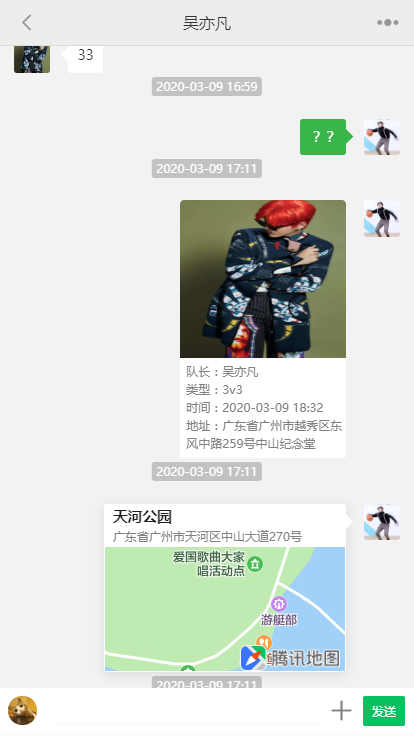 吴亦凡
33
2020-03-09 16:59
？？
2020-03-09 17:11
队长：吴亦凡
类型：3v3
时间：2020-03-09 18:32
地址：广东省广州市越秀区东
风中路259号中山纪念堂
2020-03-09 17:11
天河公园
广东省广州市天河区中山大道270号
爱国歌曲大家
唱活动点
游艇部
腾讯地图
2020-03-09 17:11
发送